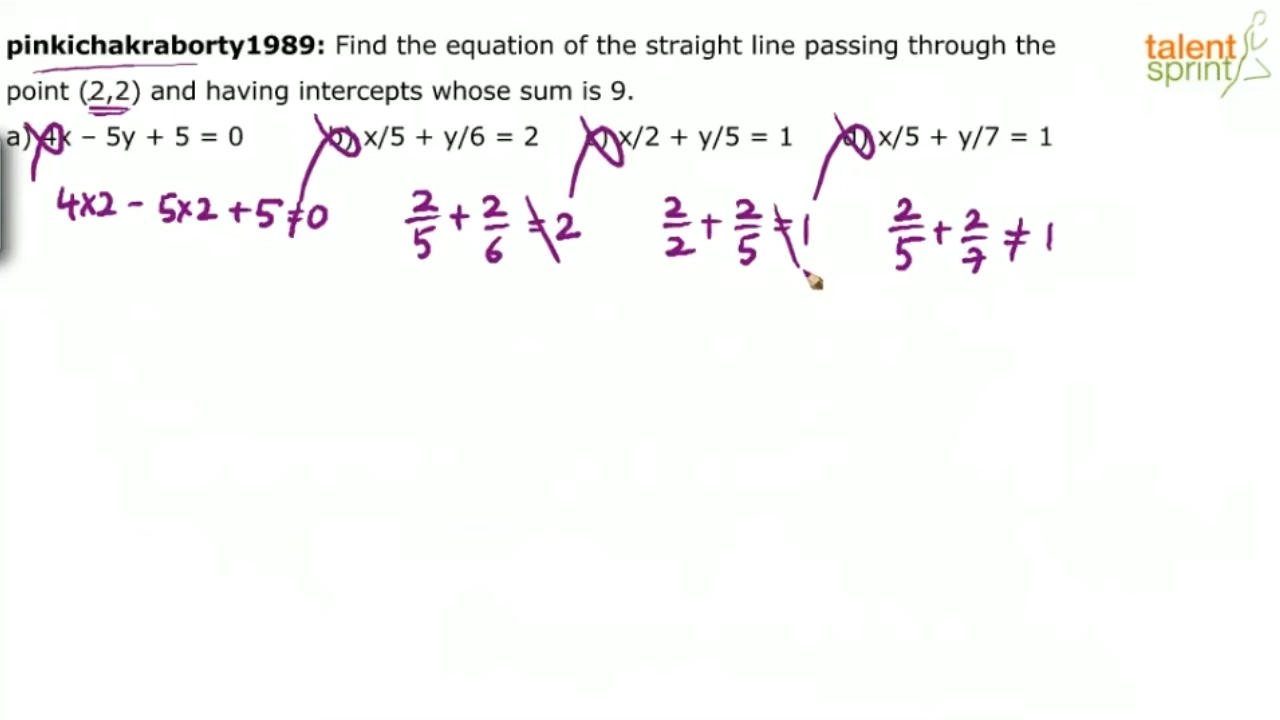 pinkichakraborty1989: Find the equation of the straight line passing through the
talent
sprint
point (2,2) and having intercepts whose sum is 9.
a) 4x – 5y + 5 = 0 b) x/5 + y/6 = 2 c) x/2 + y/5 = 1 d) x/5 + y/7 = 1
4×2 – 5×2 + 5 ≠ 0 2/5 + 2/6 ≠ 2 2/2 + 2/5 ≠ 1 2/5 + 2/7 ≠ 1